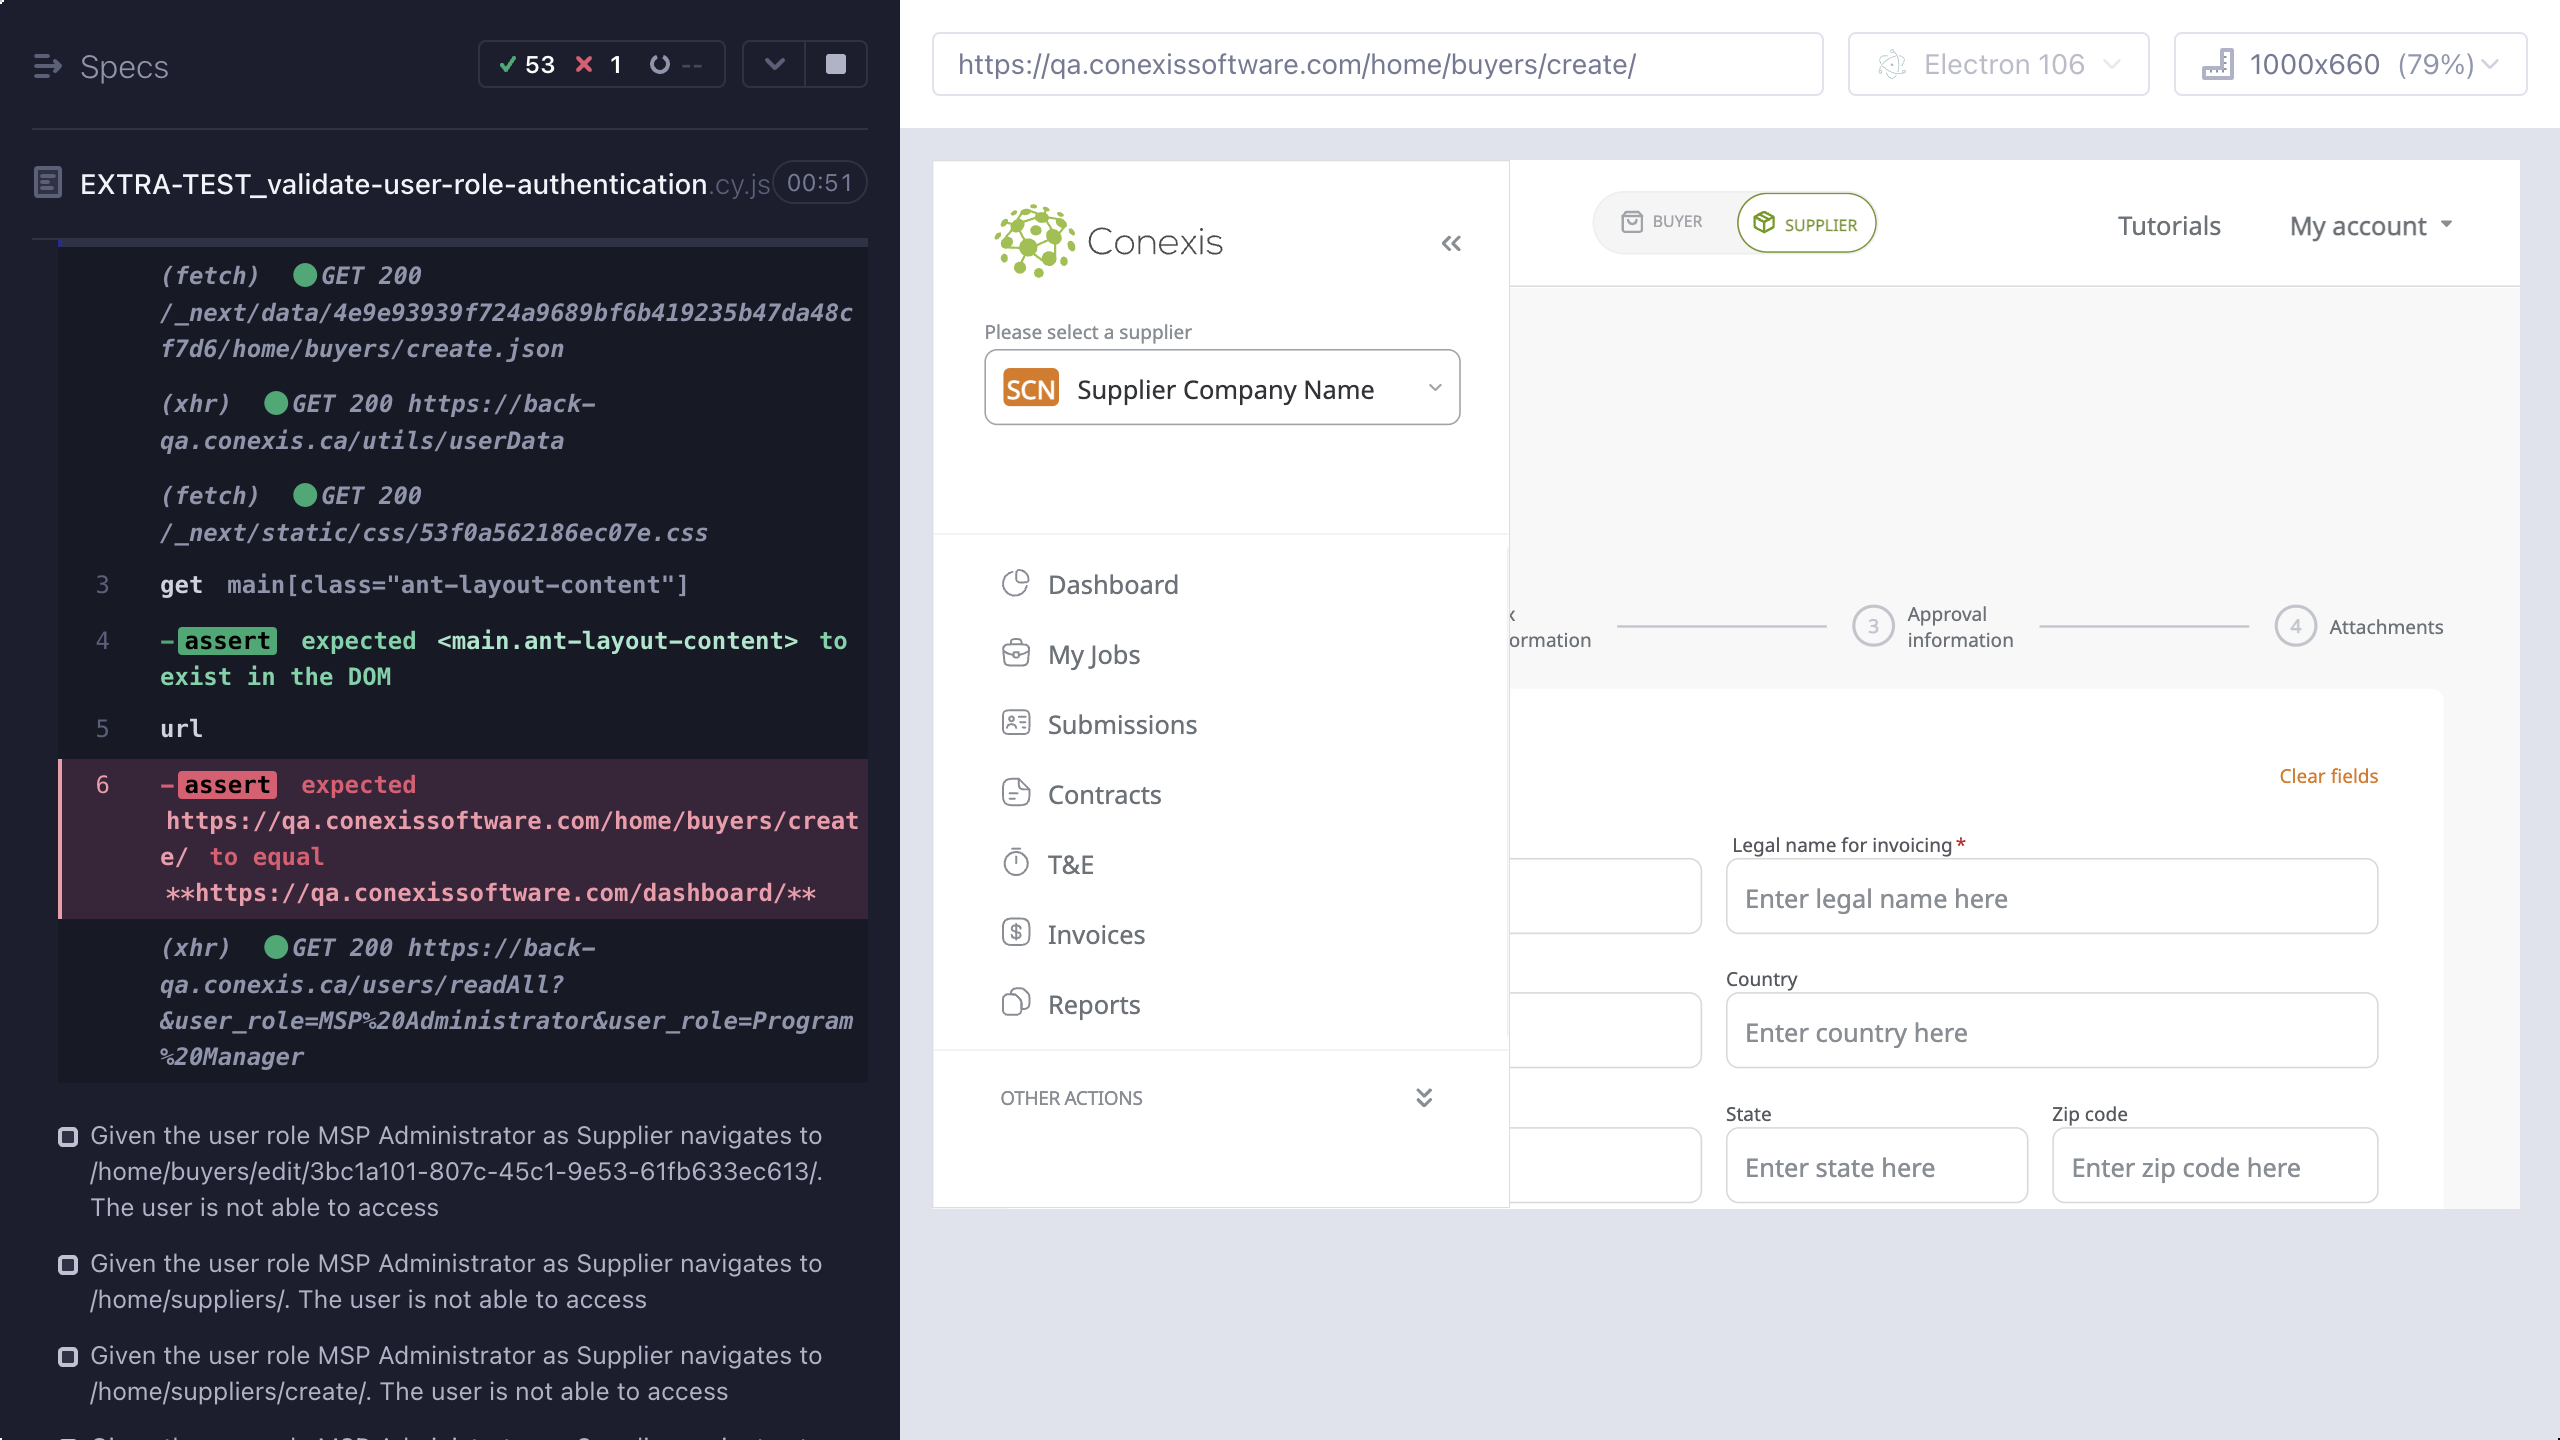 Specs
53 1 --
EXTRA-TEST_validate-user-role-authentication.cy.js 00:51
(fetch) GET 200
/_next/data/4e9e93939f724a9689bf6b419235b47da48c
f7d6/home/buyers/create.json
(xhr) GET 200 https://back-
qa.conexis.ca/utils/userData
(fetch) GET 200
/_next/static/css/53f0a562186ec07e.css
3 get main[class="ant-layout-content"]
4 -assert expected <main.ant-layout-content> to
exist in the DOM
5 url
6 -assert expected
https://qa.conexissoftware.com/home/buyers/creat
e/ to equal
**https://qa.conexissoftware.com/dashboard/**
(xhr) GET 200 https://back-
qa.conexis.ca/users/readAll?
&user_role=MSP%20Administrator&user_role=Program
%20Manager
Given the user role MSP Administrator as Supplier navigates to
/home/buyers/edit/3bc1a101-807c-45c1-9e53-61fb633ec613/.
The user is not able to access
Given the user role MSP Administrator as Supplier navigates to
/home/suppliers/. The user is not able to access
Given the user role MSP Administrator as Supplier navigates to
/home/suppliers/create/. The user is not able to access
https://qa.conexissoftware.com/home/buyers/create/
Electron 106
1000x660 (79%)
Conexis
BUYER
SUPPLIER
Tutorials
My account
Please select a supplier
SCN Supplier Company Name
Dashboard
My Jobs
Submissions
Contracts
T&E
Invoices
Reports
OTHER ACTIONS
ormation
3 Approval
information
4 Attachments
Clear fields
Legal name for invoicing *
Enter legal name here
Country
Enter country here
State
Enter state here
Zip code
Enter zip code here